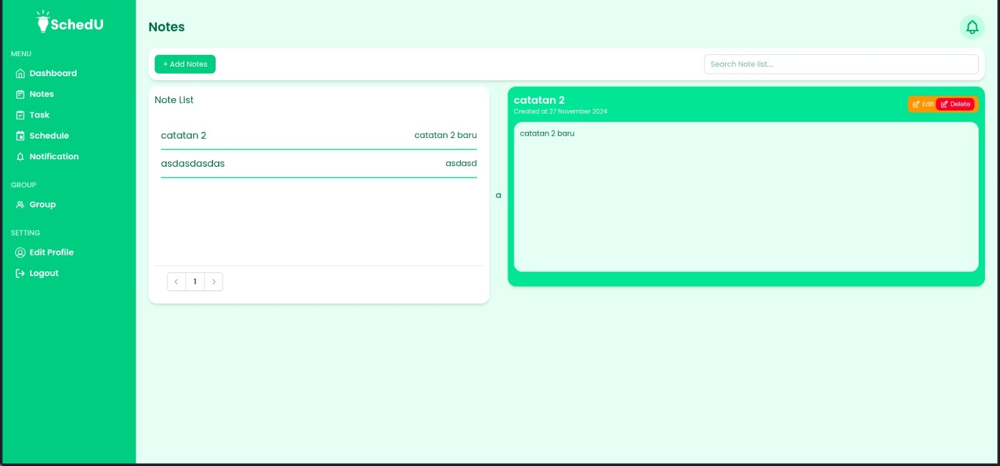 SchedU
MENU
Dashboard
Notes
Task
Schedule
Notification
GROUP
Group
SETTING
Edit Profile
Logout
Notes
+ Add Notes
Search Note list....
Note List
catatan 2 catatan 2 baru
asdasdasdas asdasd
1
a
catatan 2
Created at 27 November 2024
Edit Delete
catatan 2 baru